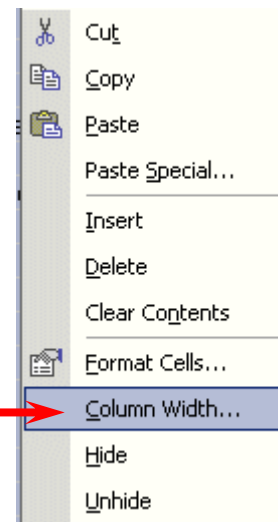 Cut
Copy
Paste
Paste Special...
Insert
Delete
Clear Contents
Format Cells...
Column Width...
Hide
Unhide